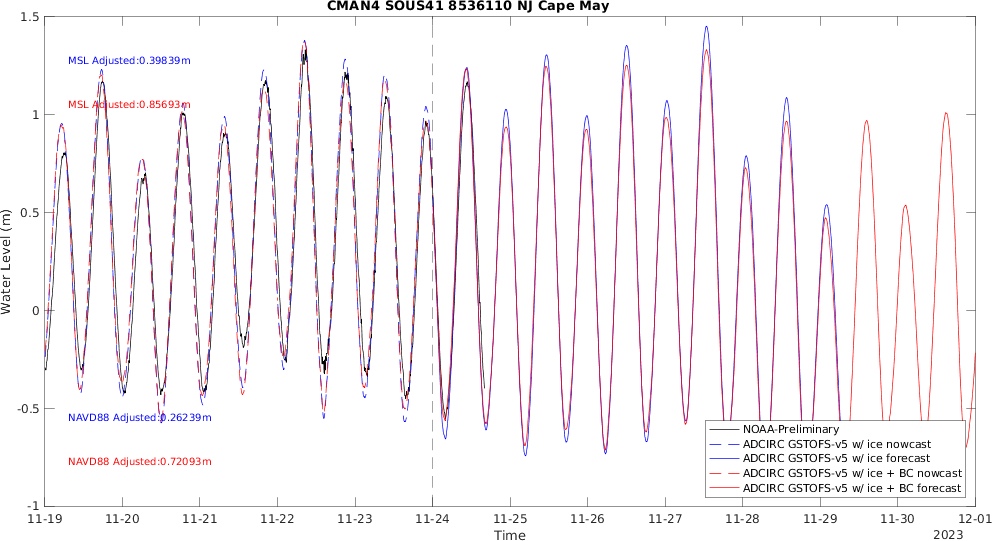 CMAN4 SOUS41 8536110 NJ Cape May
1.5
1
0.5
0
-0.5
-1
Water Level (m)
MSL Adjusted:0.39839m
MSL Adjusted:0.85693m
NAVD88 Adjusted:0.26239m
NAVD88 Adjusted:0.72093m
NOAA-Preliminary
ADCIRC GSTOFS-v5 w/ ice nowcast
ADCIRC GSTOFS-v5 w/ ice forecast
ADCIRC GSTOFS-v5 w/ ice + BC nowcast
ADCIRC GSTOFS-v5 w/ ice + BC forecast
11-19 11-20 11-21 11-22 11-23 11-24 11-25 11-26 11-27 11-28 11-29 11-30 12-01
Time
2023